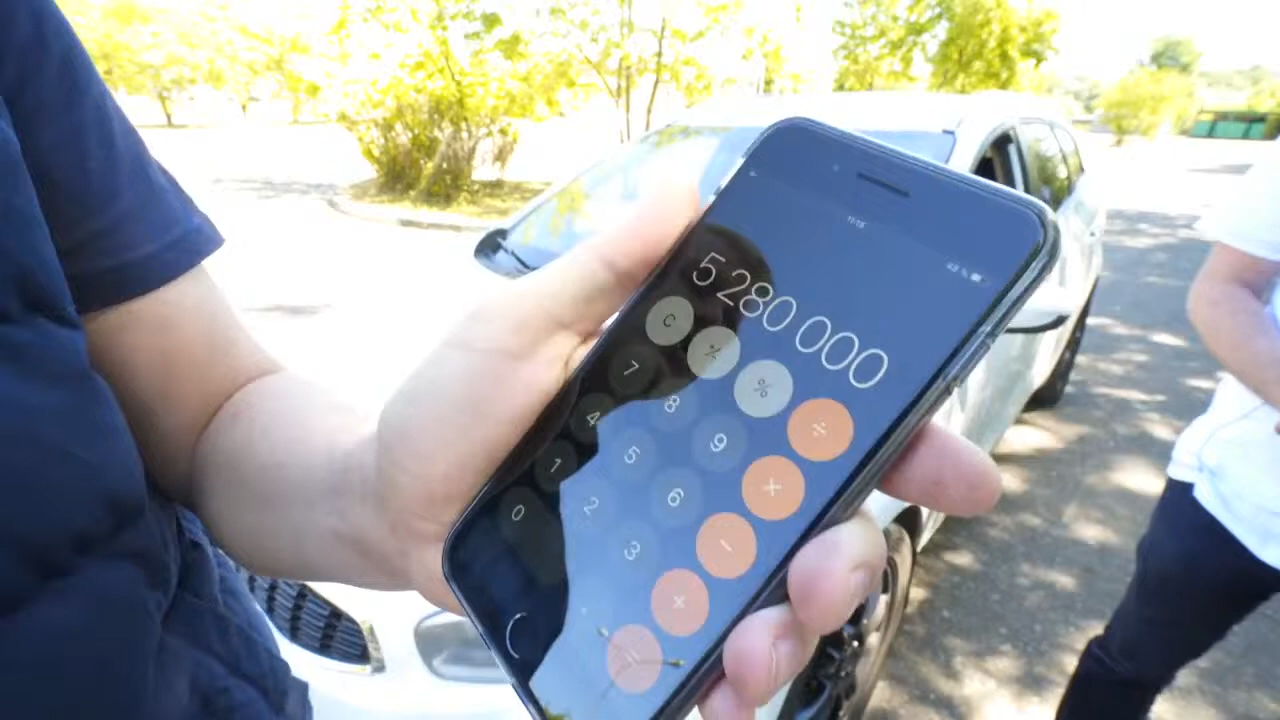 5 280 000
C ⁺∕₋ % ÷
7 8 9 ×
4 5 6 −
1 2 3 +
0 =